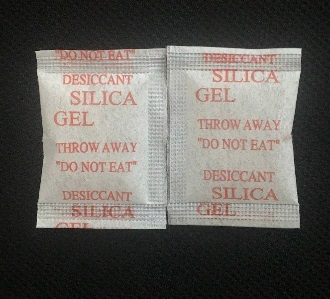 "DO NOT EAT"
DESICCANT
SILICA
GEL
THROW AWAY
"DO NOT EAT"
DESICCANT
SILICA
GEL
DESICCANT
SILICA
GEL
THROW AWAY
"DO NOT EAT"
DESICCANT
SILICA
GEL